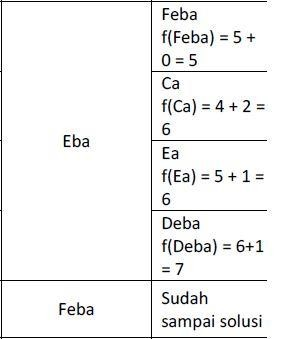 Eba
Feba
f(Feba) = 5 +
0 = 5
Ca
f(Ca) = 4 + 2 =
6
Ea
f(Ea) = 5 + 1 =
6
Deba
f(Deba) = 6+1
= 7
Feba
Sudah
sampai solusi